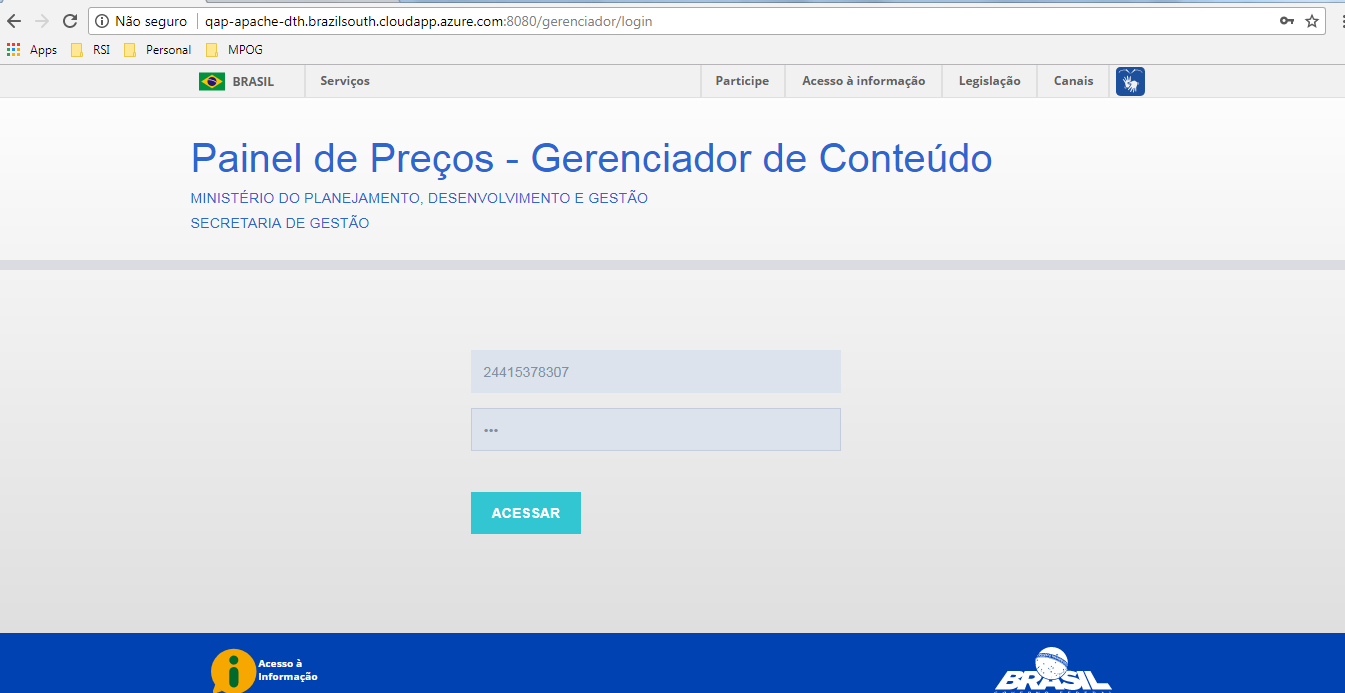 Não seguro qap-apache-dth.brazilsouth.cloudapp.azure.com:8080/gerenciador/login
Apps RSI Personal MPOG
BRASIL Serviços Participe Acesso à informação Legislação Canais
Painel de Preços - Gerenciador de Conteúdo
MINISTÉRIO DO PLANEJAMENTO, DESENVOLVIMENTO E GESTÃO
SECRETARIA DE GESTÃO
24415378307
•••
ACESSAR
Acesso à
Informação
BRASIL